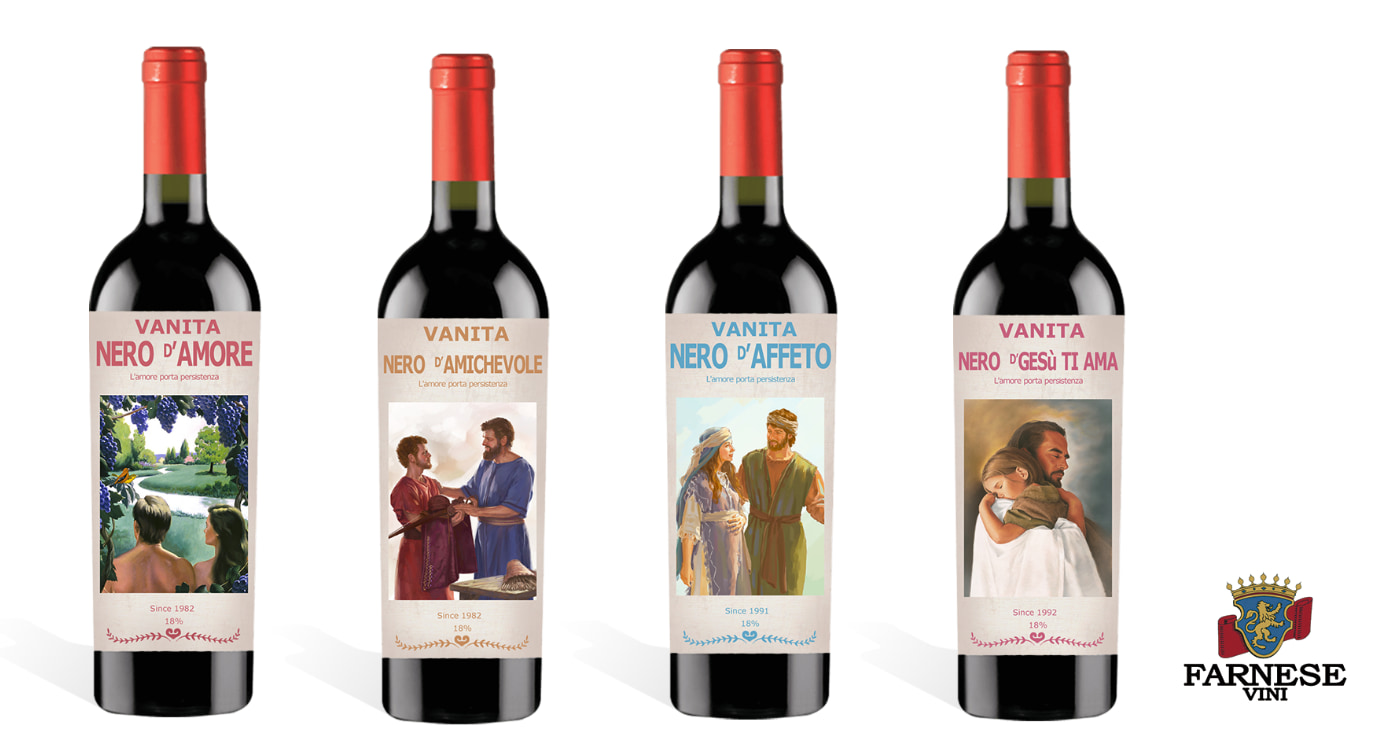 VANITA
NERO D'AMORE
L'amore porta persistenza
Since 1982
18%
VANITA
NERO D'AMICHEVOLE
L'amore porta persistenza
Since 1982
18%
VANITA
NERO D'AFFETO
L'amore porta persistenza
Since 1991
18%
VANITA
NERO D'GESù TI AMA
L'amore porta persistenza
Since 1992
18%
FARNESE
VINI